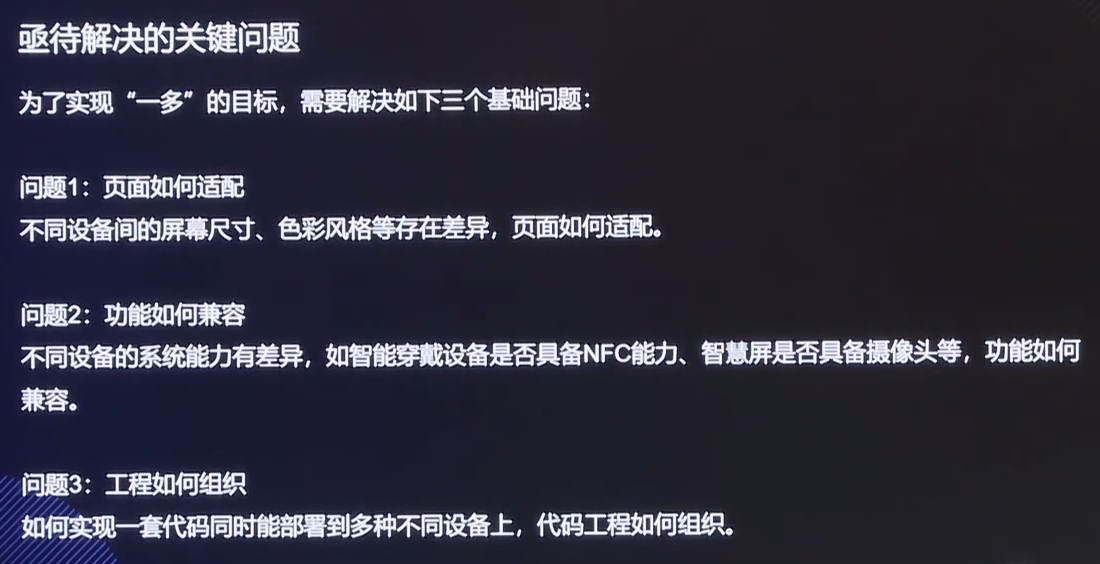 亟待解决的关键问题
为了实现“一多”的目标，需要解决如下三个基础问题：
问题1：页面如何适配
不同设备间的屏幕尺寸、色彩风格等存在差异，页面如何适配。
问题2：功能如何兼容
不同设备的系统能力有差异，如智能穿戴设备是否具备NFC能力、智慧屏是否具备摄像头等，功能如何
兼容。
问题3：工程如何组织
如何实现一套代码同时能部署到多种不同设备上，代码工程如何组织。